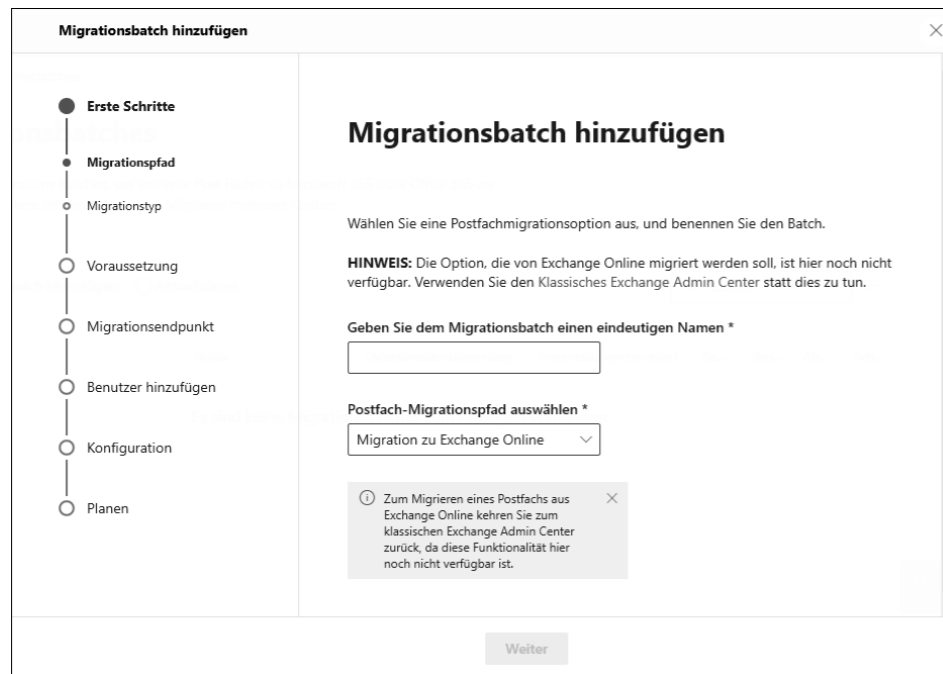 Migrationsbatch hinzufügen
Erste Schritte
Migrationspfad
Migrationstyp
Voraussetzung
Migrationsendpunkt
Benutzer hinzufügen
Konfiguration
Planen
Migrationsbatch hinzufügen
Wählen Sie eine Postfachmigrationsoption aus, und benennen Sie den Batch.
HINWEIS: Die Option, die von Exchange Online migriert werden soll, ist hier noch nicht
verfügbar. Verwenden Sie den Klassisches Exchange Admin Center statt dies zu tun.
Geben Sie dem Migrationsbatch einen eindeutigen Namen *
Postfach-Migrationspfad auswählen *
Migration zu Exchange Online
Zum Migrieren eines Postfachs aus
Exchange Online kehren Sie zum
klassischen Exchange Admin Center
zurück, da diese Funktionalität hier
noch nicht verfügbar ist.
Weiter